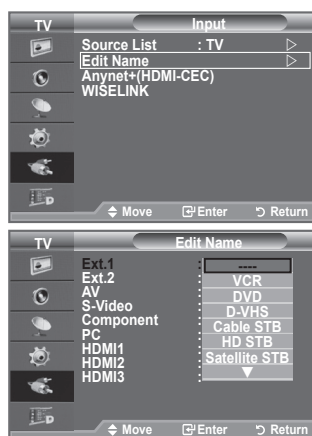 TV Input
Source List : TV ▷
Edit Name ▷
Anynet+(HDMI-CEC)
WISELINK
Move Enter Return
TV Edit Name
Ext.1 : ----
Ext.2 : VCR
AV : DVD
S-Video : D-VHS
Component : Cable STB
PC : HD STB
HDMI1 : Satellite STB
HDMI2 : ▼
HDMI3 :
Move Enter Return